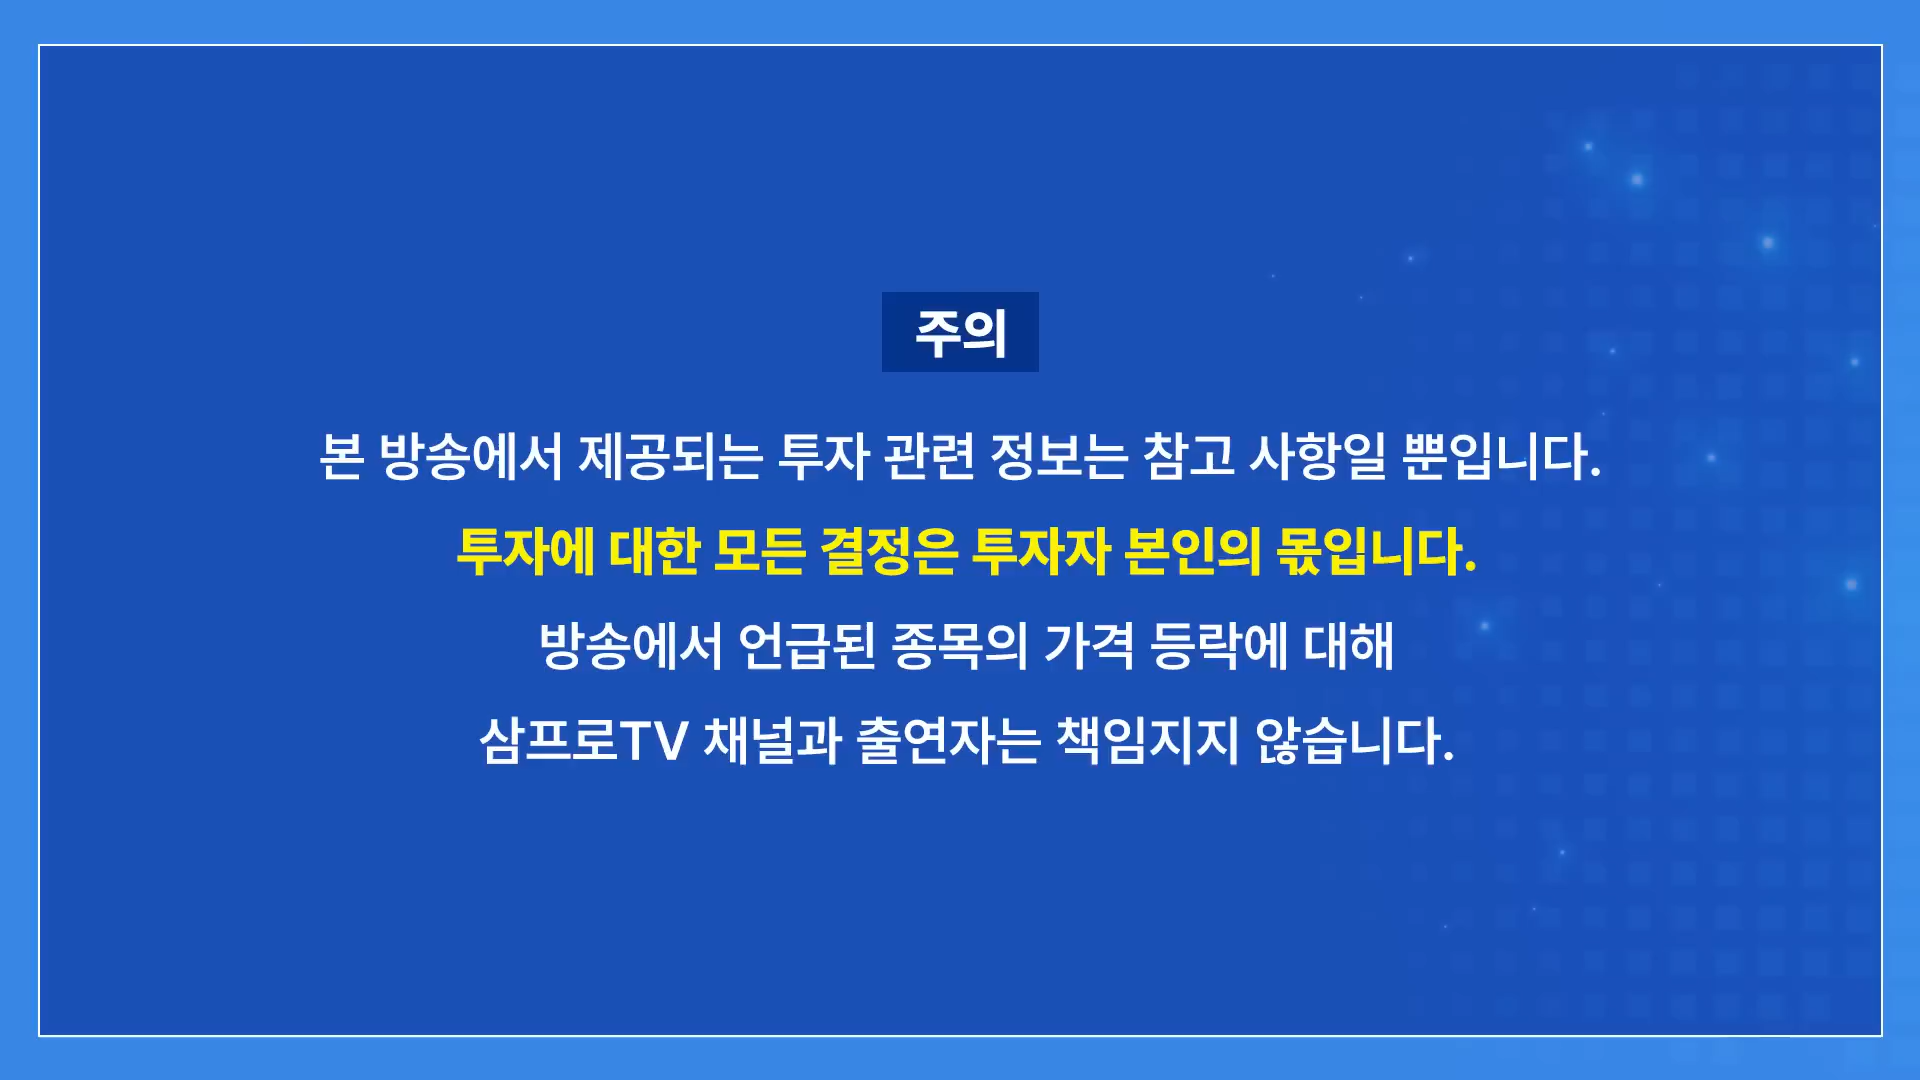 주의
본 방송에서 제공되는 투자 관련 정보는 참고 사항일 뿐입니다.
투자에 대한 모든 결정은 투자자 본인의 몫입니다.
방송에서 언급된 종목의 가격 등락에 대해
삼프로TV 채널과 출연자는 책임지지 않습니다.